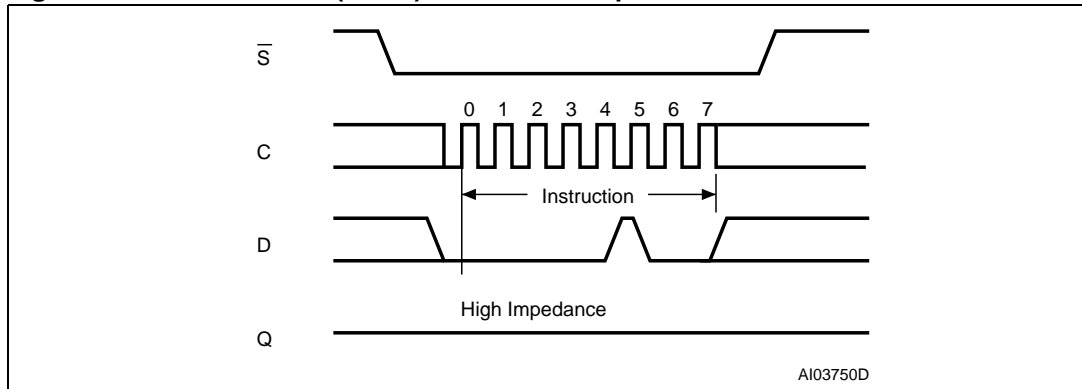 S̅
0 1 2 3 4 5 6 7
C
Instruction
D
High Impedance
Q
AI03750D